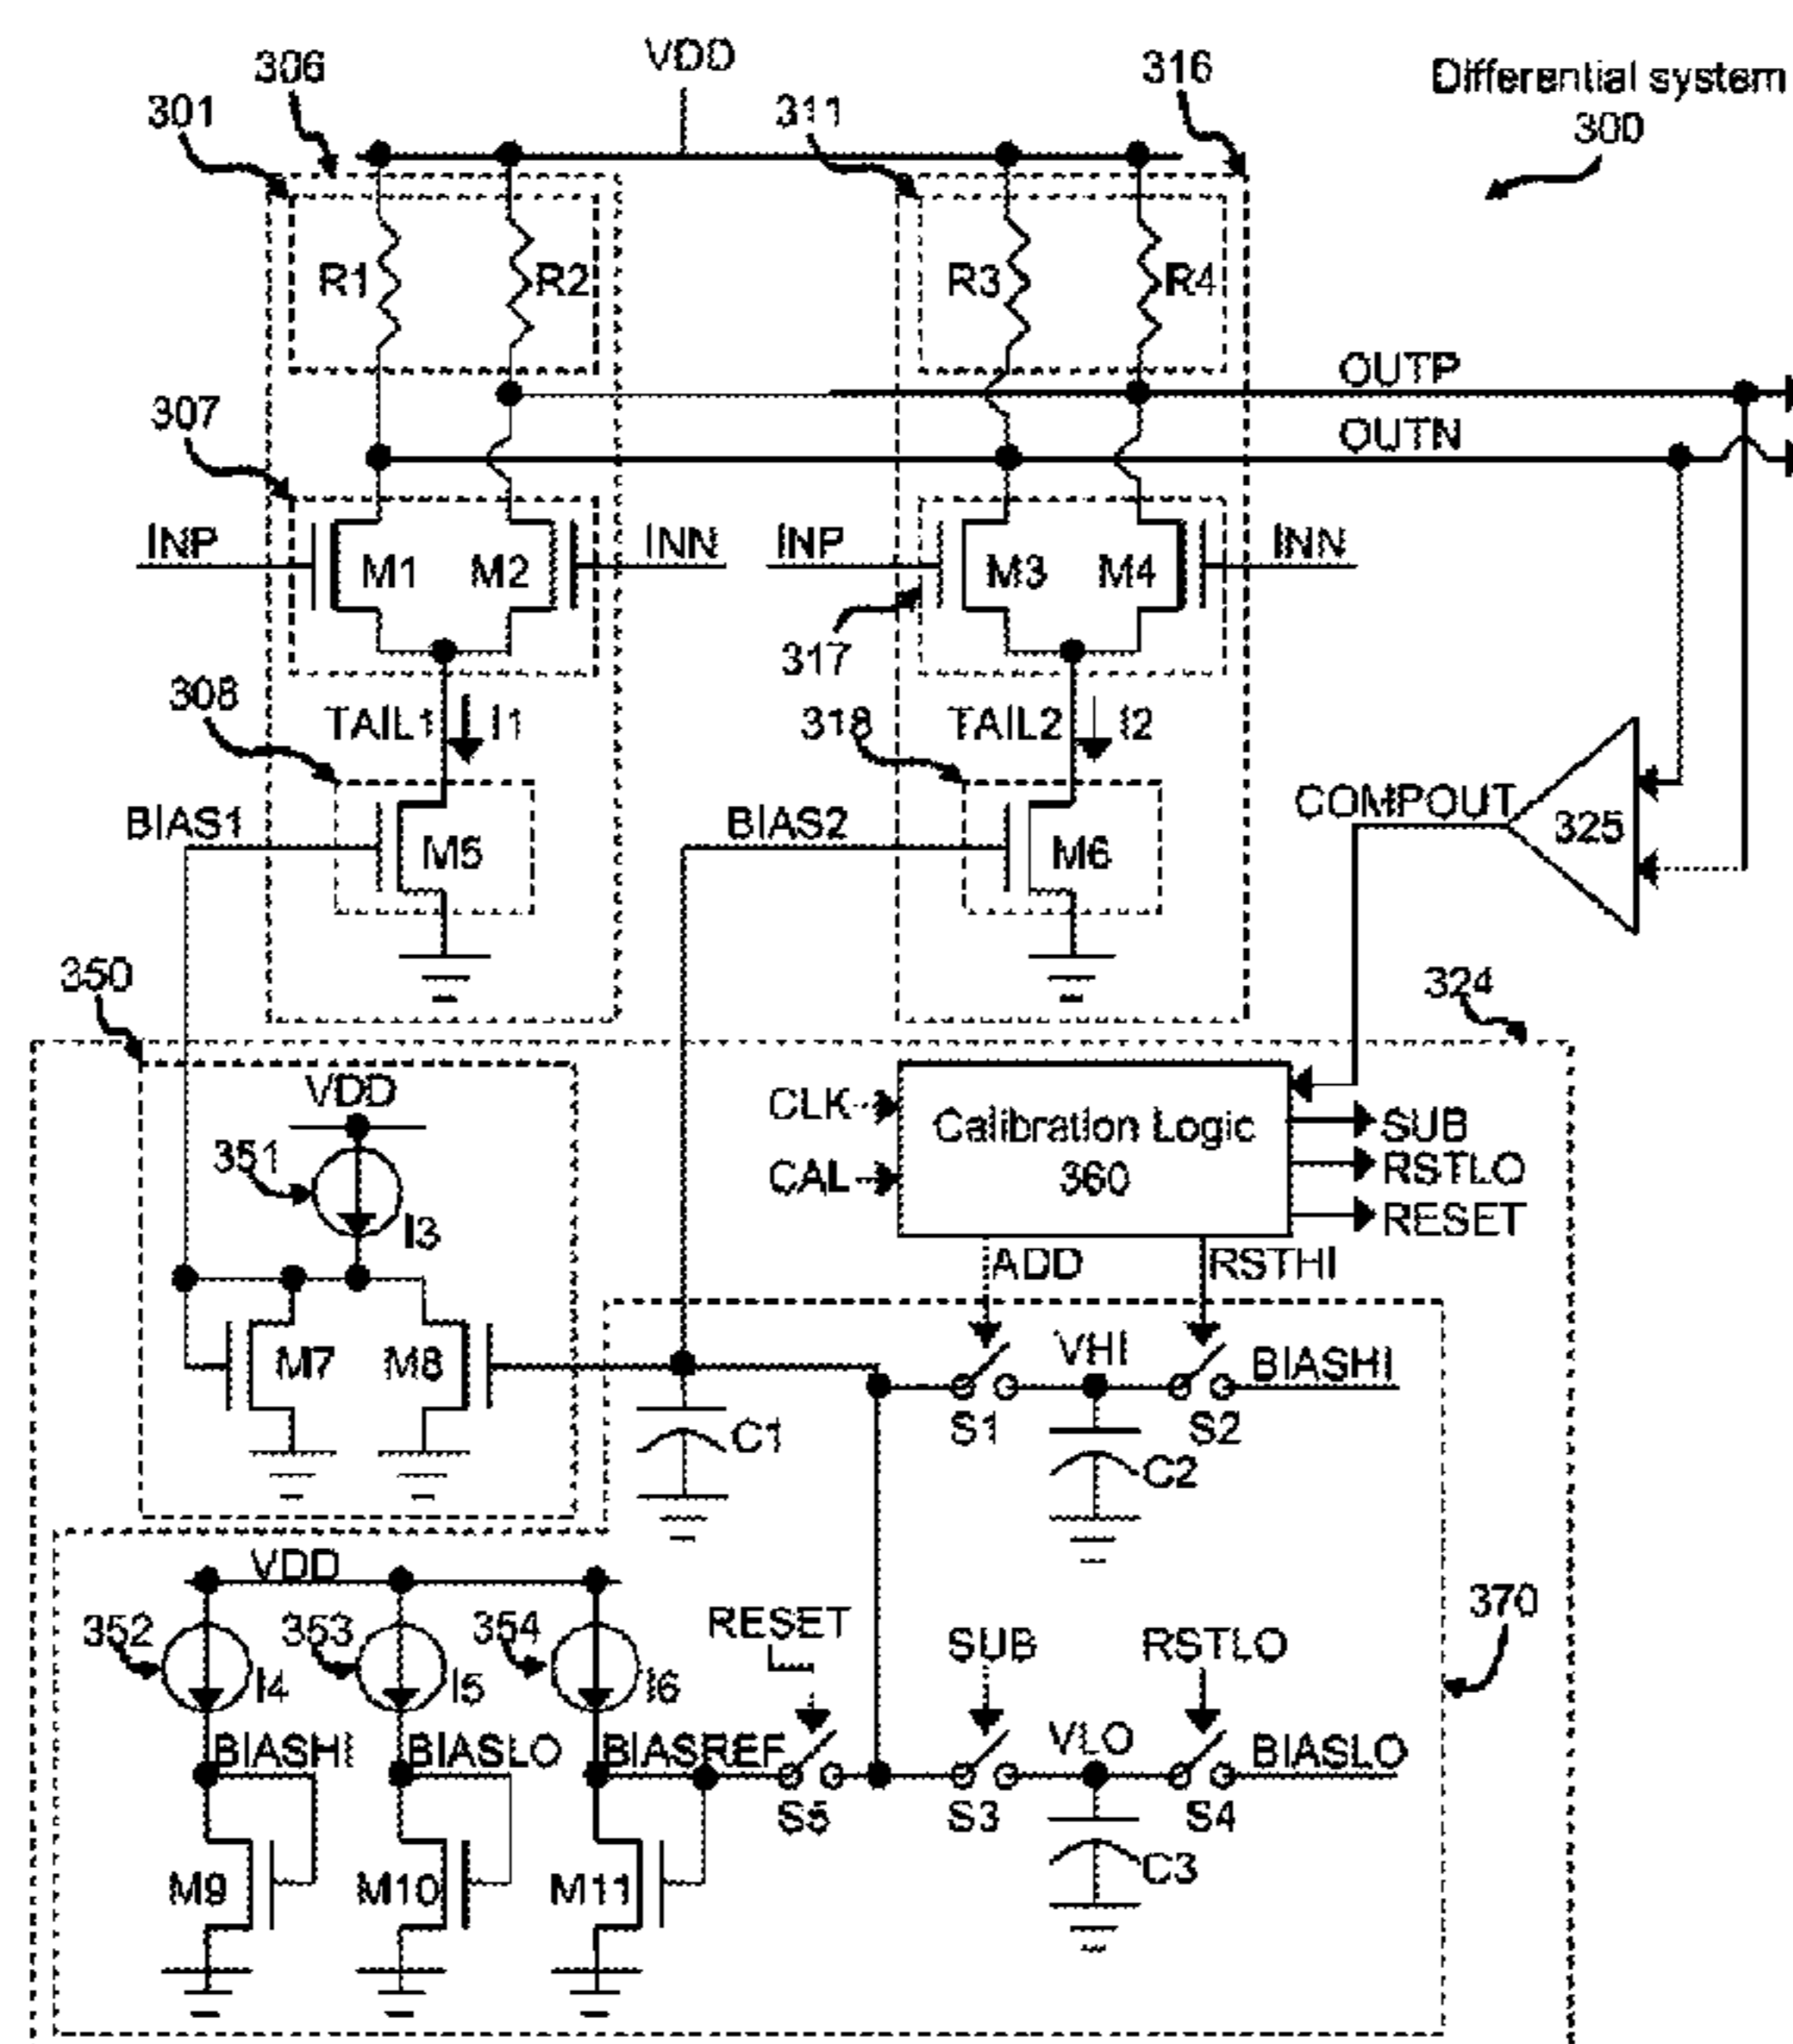 Differential system
300
VDD
306
316
301
311
R1
R2
R3
R4
OUTP
307
OUTN
INP
M1
M2
INN
INP
M3
M4
INN
317
308
TAIL1
I1
318
TAIL2
I2
COMPOUT
325
BIAS1
M5
BIAS2
M6
350
324
VDD
CLK
Calibration Logic
360
SUB
351
CAL
RSTLO
I3
RESET
ADD
RSTHI
M7
M8
VHI
BIASHI
C1
S1
S2
C2
VDD
370
352
353
354
RESET
SUB
RSTLO
I4
I5
I6
BIASHI
BIASLO
BIASREF
VLO
BIASLO
S5
S3
S4
M9
M10
M11
C3